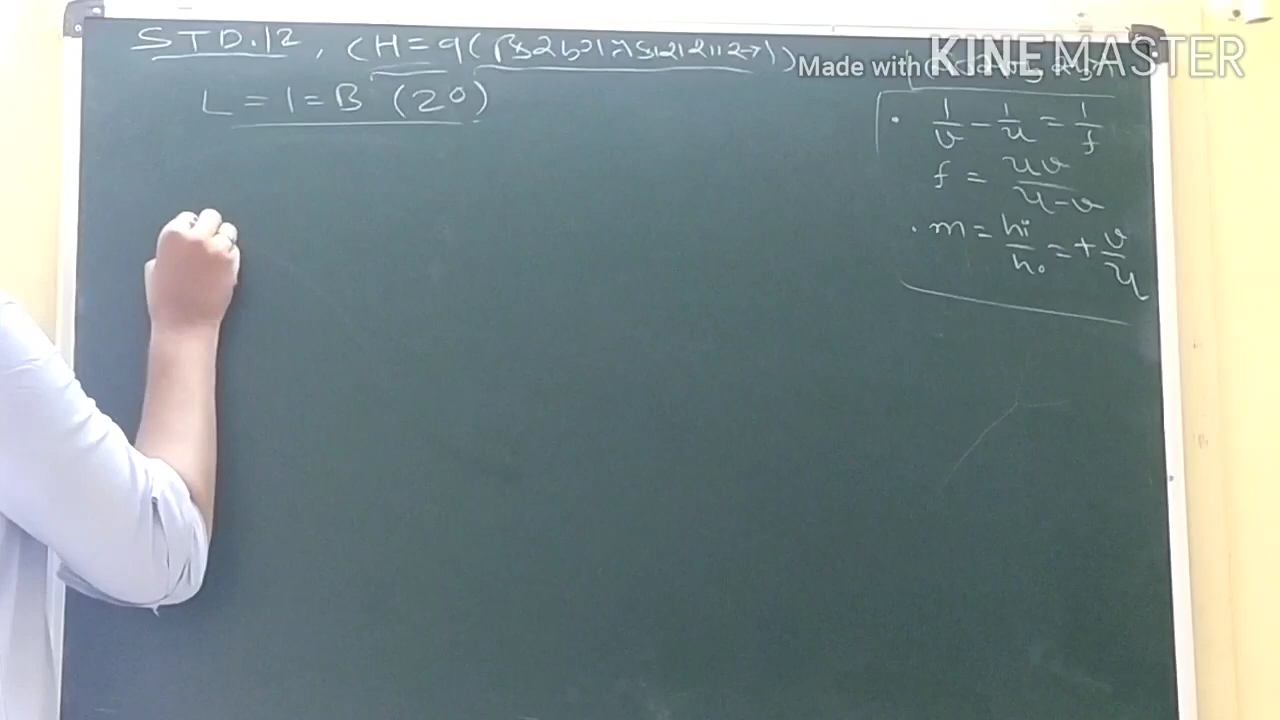 STD.12, CH=9
L=1=B (20)
Made with KINEMASTER
· 1/v - 1/u = 1/f
f = uv/u-v
· m = hi/ho = + v/u